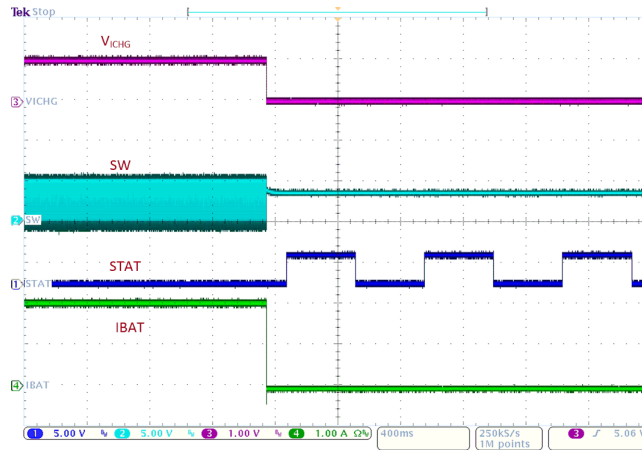 Tek Stop
VICHG
3 VICHG
SW
2 SW
STAT
1 STAT
IBAT
4 IBAT
1 5.00 V 2 5.00 V 3 1.00 V 4 1.00 A Ω 400ms 250kS/s 3 5.06 V
1M points